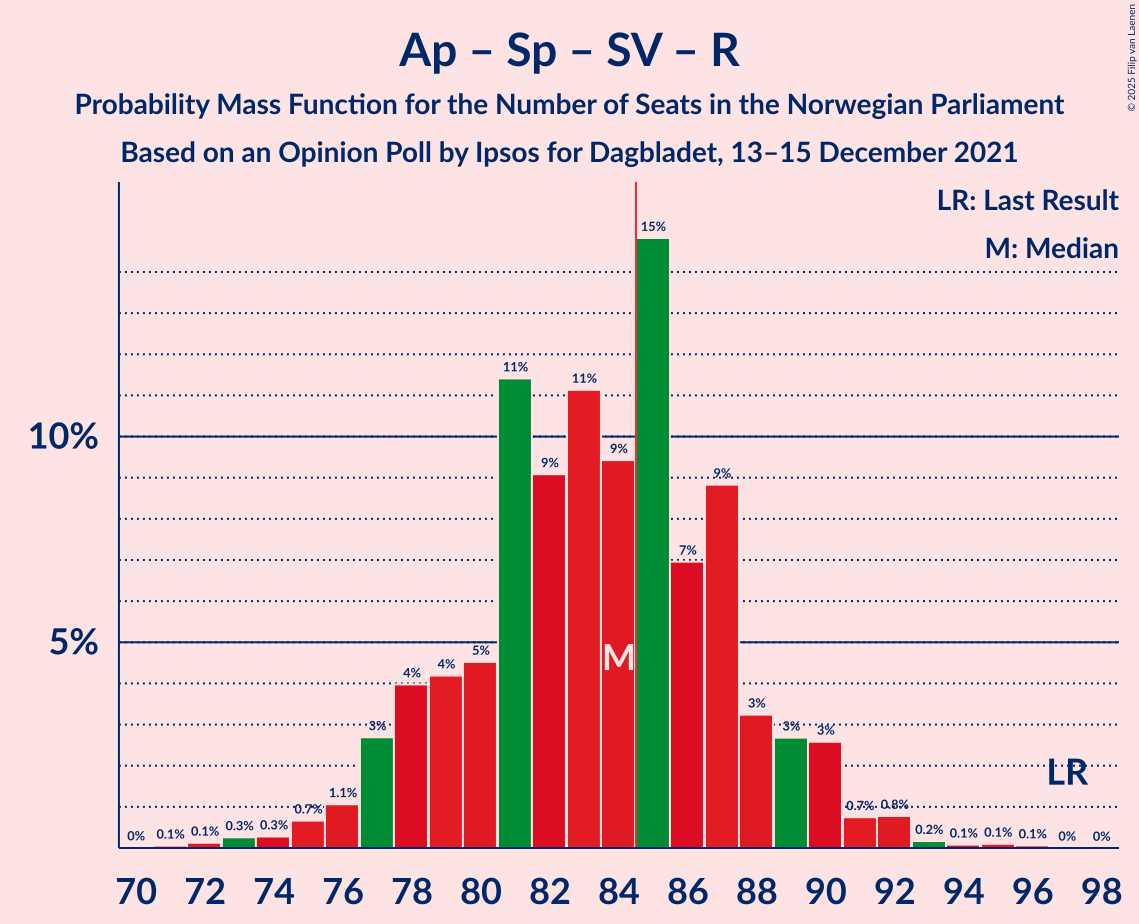 Ap – Sp – SV – R
Probability Mass Function for the Number of Seats in the Norwegian Parliament
Based on an Opinion Poll by Ipsos for Dagbladet, 13–15 December 2021
© 2025 Filip van Laenen
LR: Last Result
M: Median
10%
5%
0% 0.1% 0.1% 0.3% 0.3% 0.7% 1.1% 3% 4% 4% 5% 11% 9% 11% 9% 15% 7% 9% 3% 3% 3% 0.7% 0.8% 0.2% 0.1% 0.1% 0.1% 0% 0%
M
LR
70 72 74 76 78 80 82 84 86 88 90 92 94 96 98